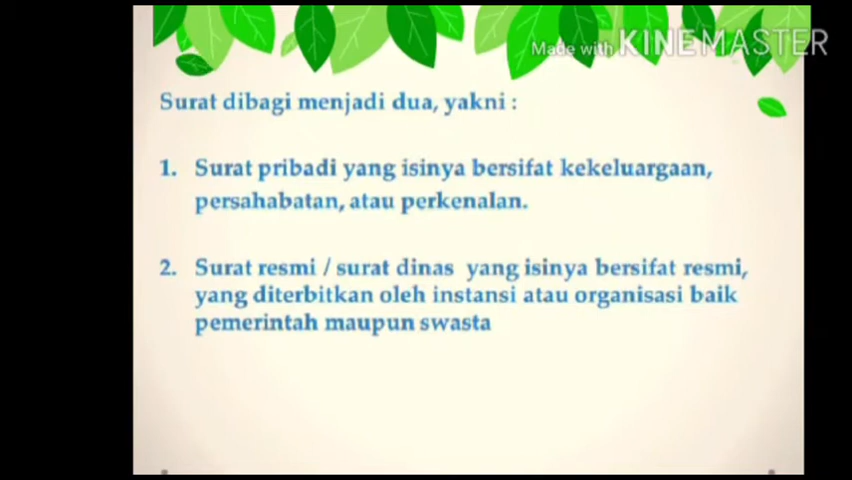 Made with KINEMASTER
Surat dibagi menjadi dua, yakni :
1. Surat pribadi yang isinya bersifat kekeluargaan,
persahabatan, atau perkenalan.
2. Surat resmi / surat dinas yang isinya bersifat resmi,
yang diterbitkan oleh instansi atau organisasi baik
pemerintah maupun swasta